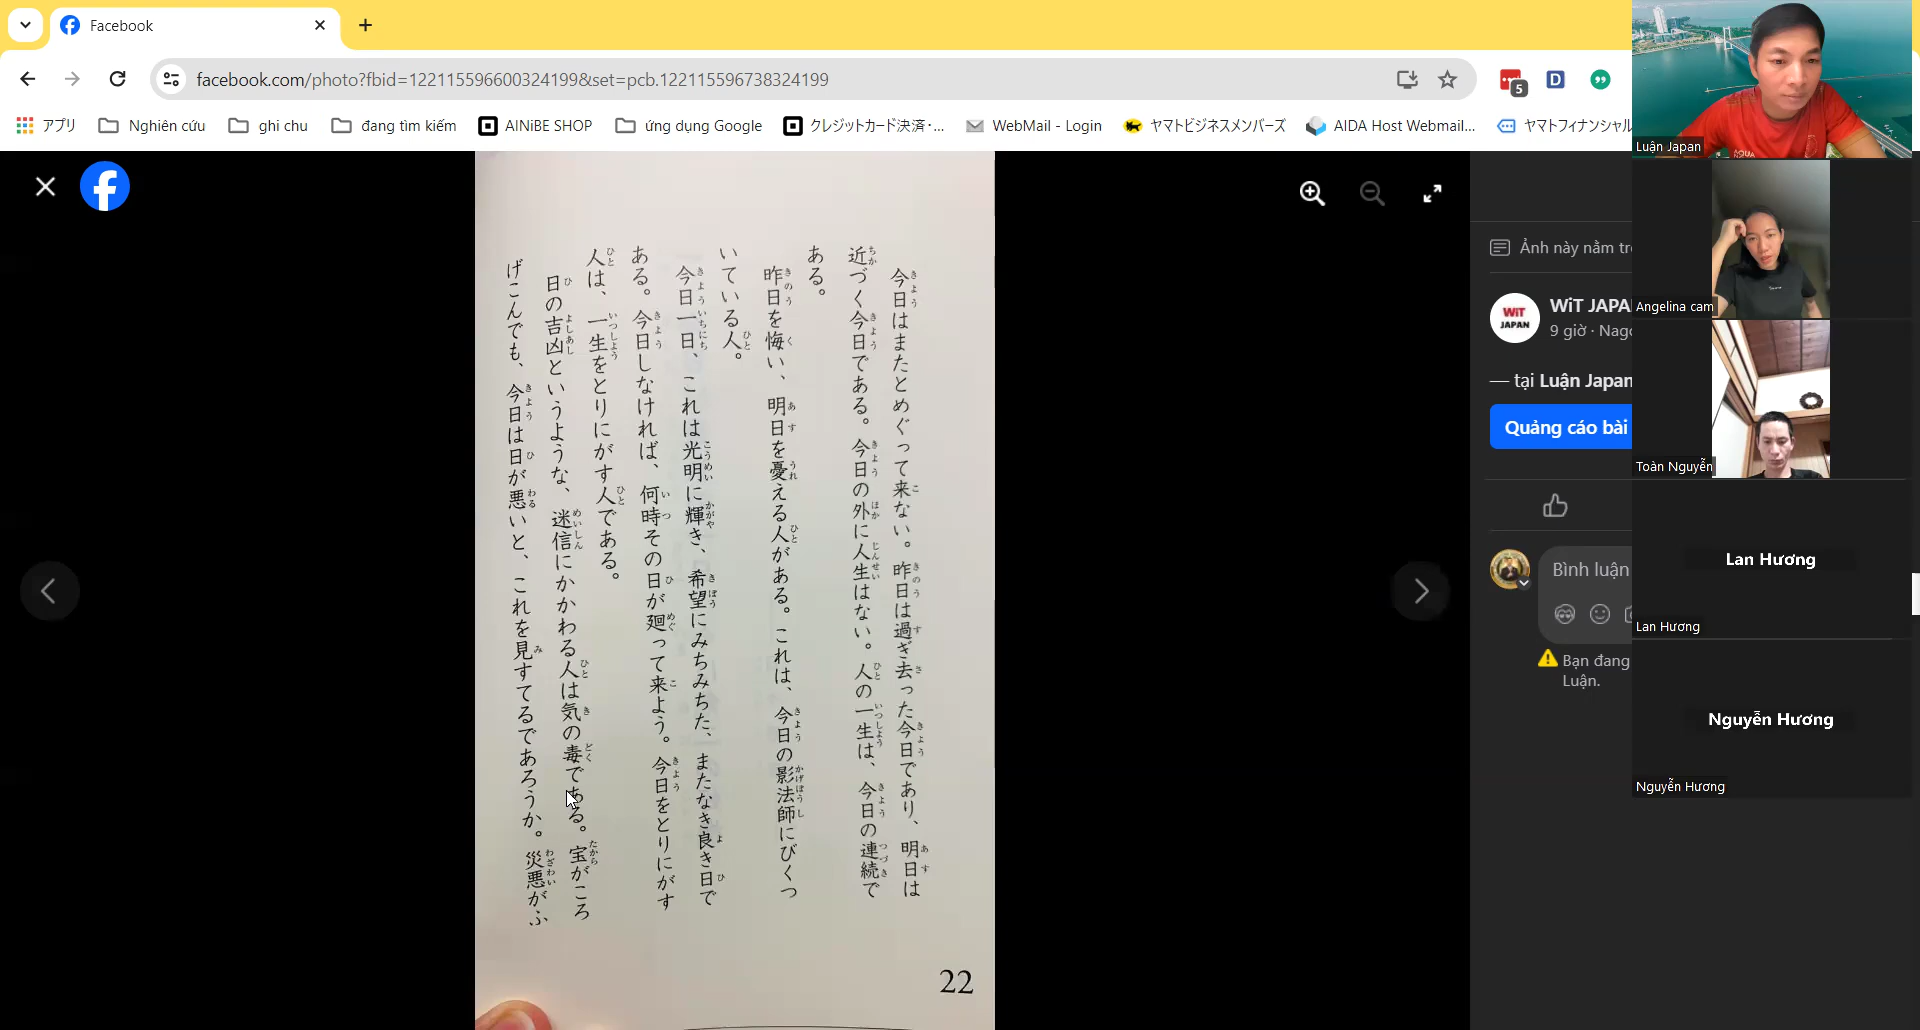 Facebook
facebook.com/photo?fbid=122115596600324199&set=pcb.122115596738324199
5
D
アプリ
Nghiên cứu
ghi chu
đang tìm kiếm
AINiBE SHOP
ứng dụng Google
クレジットカード決済・...
WebMail - Login
ヤマトビジネスメンバーズ
AIDA Host Webmail...
ヤマトフィナンシャル
今日はまたとめぐって来ない。昨日は過ぎ去った今日であり、明日は
近づく今日である。今日の外に人生はない。人の一生は、今日の連続で
ある。
昨日を悔い、明日を憂える人がある。これは、今日の影法師にびくつ
いている人。
今日一日、これは光明に輝き、希望にみちみちた、またなき良き日で
ある。今日しなければ、何時その日が廻って来よう。今日をとりにがす
人は、一生をとりにがす人である。
日の吉凶というような、迷信にかかわる人は気の毒である。宝がころ
げこんでも、今日は日が悪いと、これを見すてるであろうか。災悪がふ
22
Ảnh này nằm tro
WiT JAPAN
WiT JAPA
9 giờ · Nago
— tại Luận Japan
Quảng cáo bài
Bình luận
Bạn đang
Luận.
Luận Japan
Angelina cam
Toàn Nguyễn
Lan Hương
Lan Hương
Nguyễn Hương
Nguyễn Hương